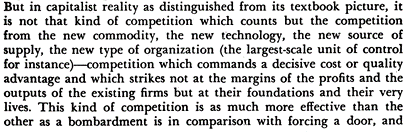 But in capitalist reality as distinguished from its textbook picture, it
is not that kind of competition which counts but the competition
from the new commodity, the new technology, the new source of
supply, the new type of organization (the largest-scale unit of control
for instance)—competition which commands a decisive cost or quality
advantage and which strikes not at the margins of the profits and the
outputs of the existing firms but at their foundations and their very
lives. This kind of competition is as much more effective than the
other as a bombardment is in comparison with forcing a door, and